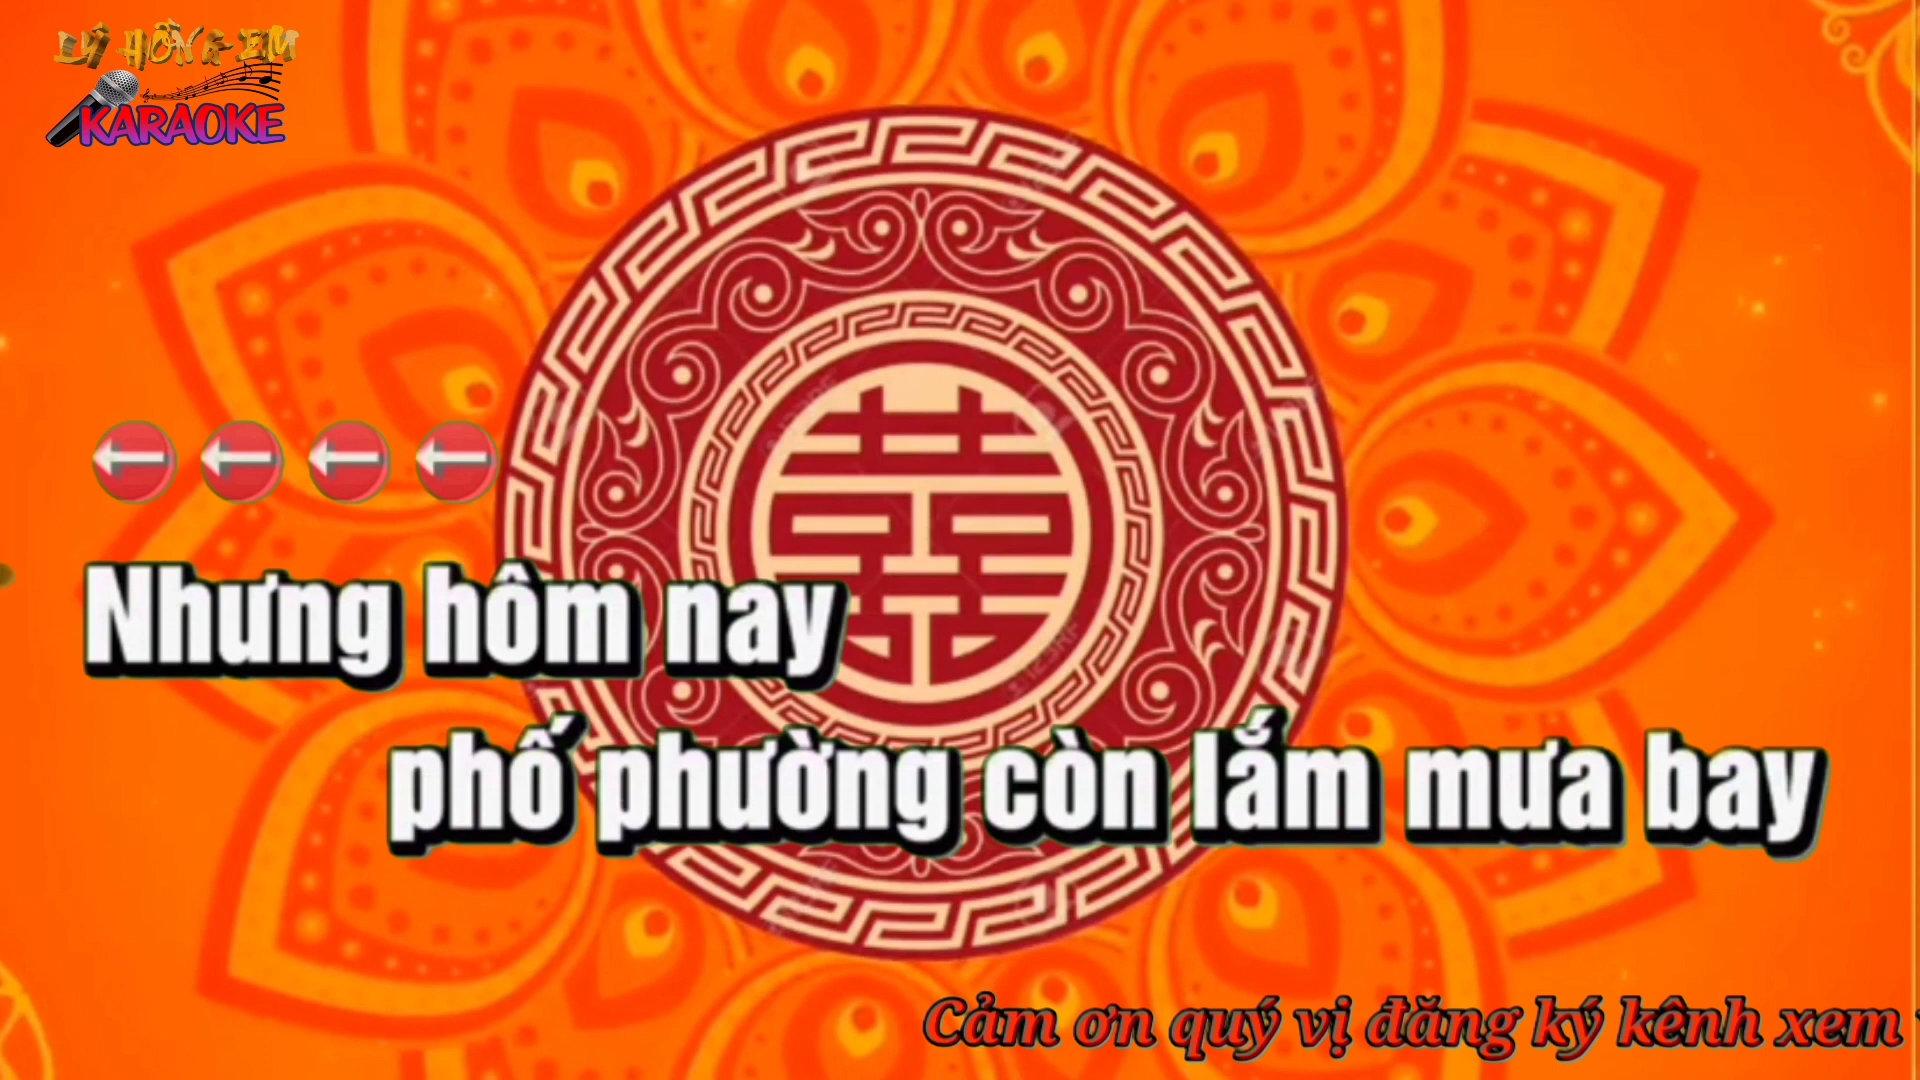 LÝ HỒNG EM
KARAOKE
囍
Nhưng hôm nay
phố phường còn lắm mưa bay
Cảm ơn quý vị đăng ký kênh xem